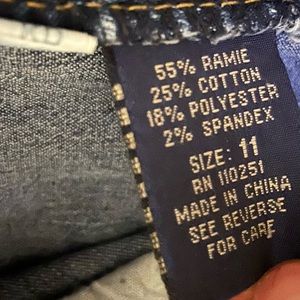 55% RAMIE
25% COTTON
18% POLYESTER
2% SPANDEX
SIZE: 11
RN 110251
MADE IN CHINA
SEE REVERSE
FOR CARE